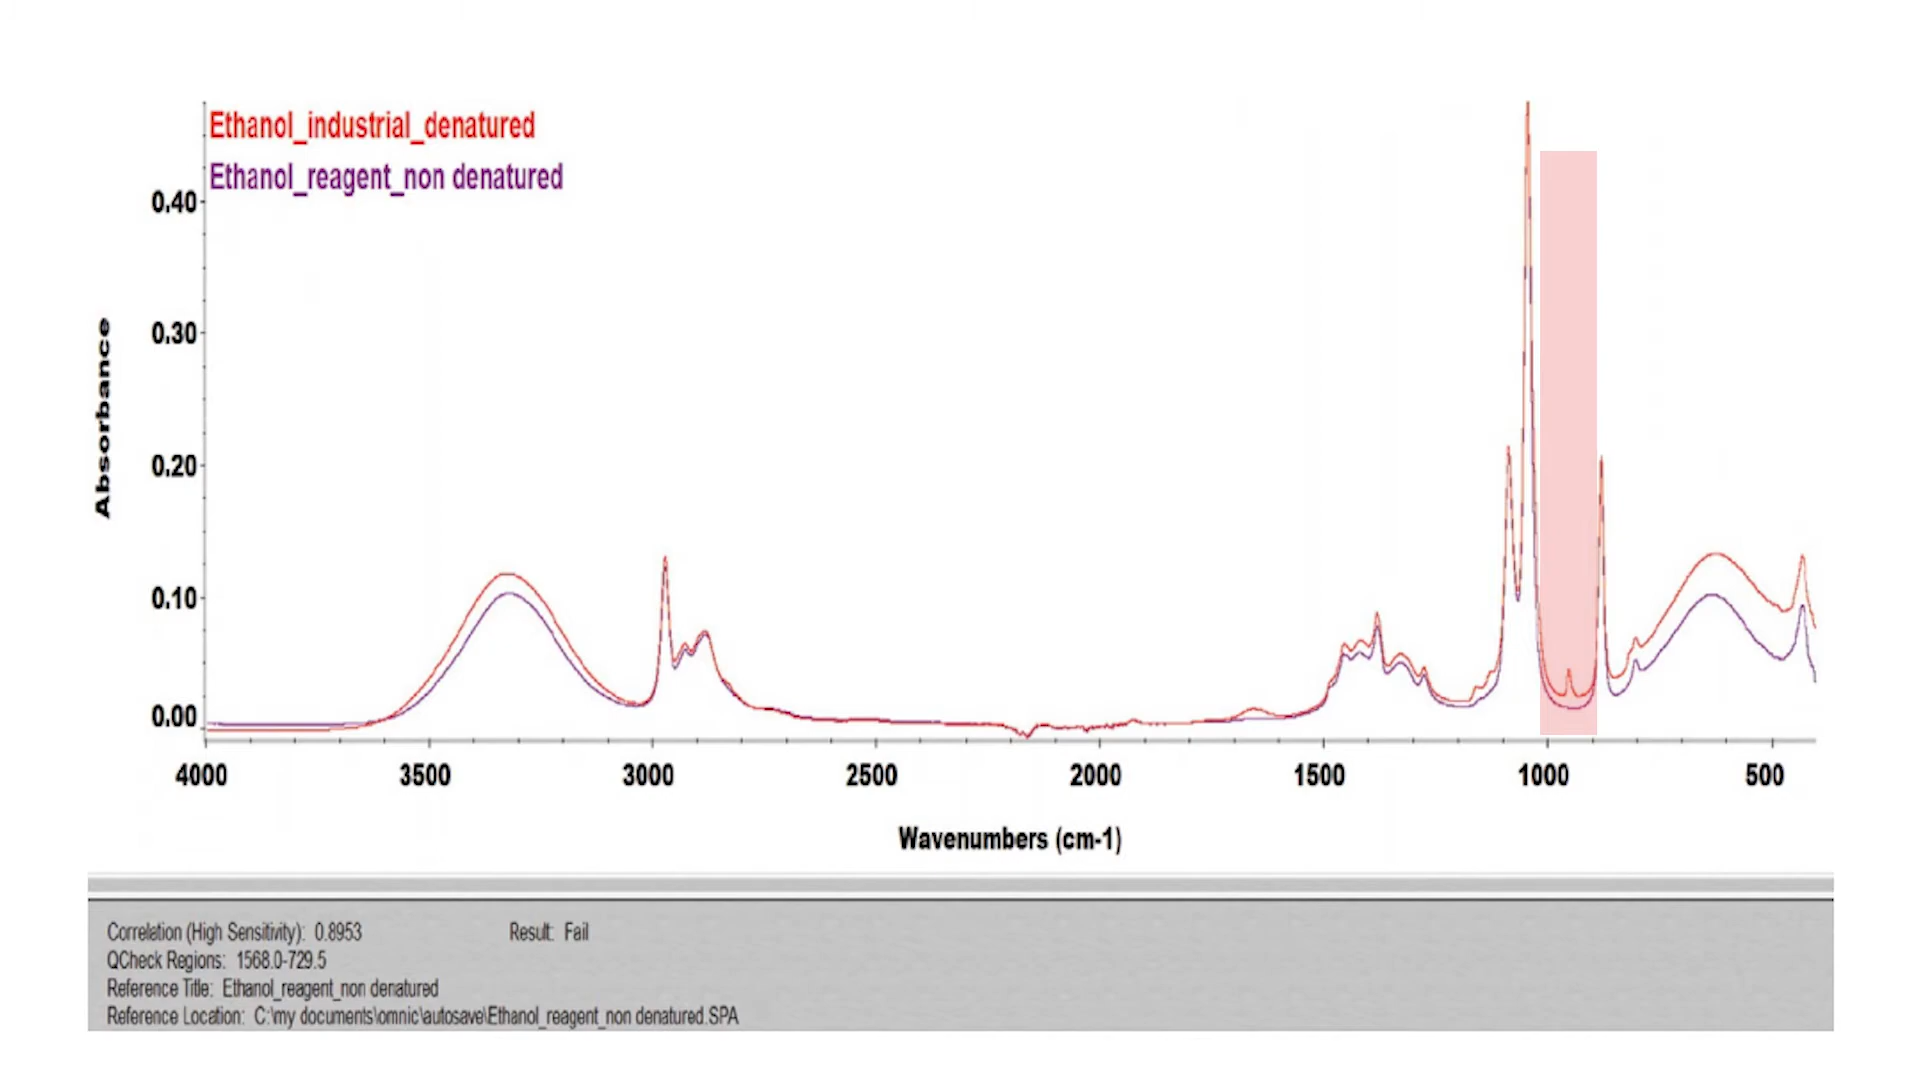 Ethanol_industrial_denatured
Ethanol_reagent_non denatured
0.40
0.30
0.20
0.10
0.00
Absorbance
4000 3500 3000 2500 2000 1500 1000 500
Wavenumbers (cm-1)
Correlation (High Sensitivity): 0.8953 Result: Fail
QCheck Regions: 1568.0-729.5
Reference Title: Ethanol_reagent_non denatured
Reference Location: C:\my documents\omnic\autosave\Ethanol_reagent_non denatured.SPA